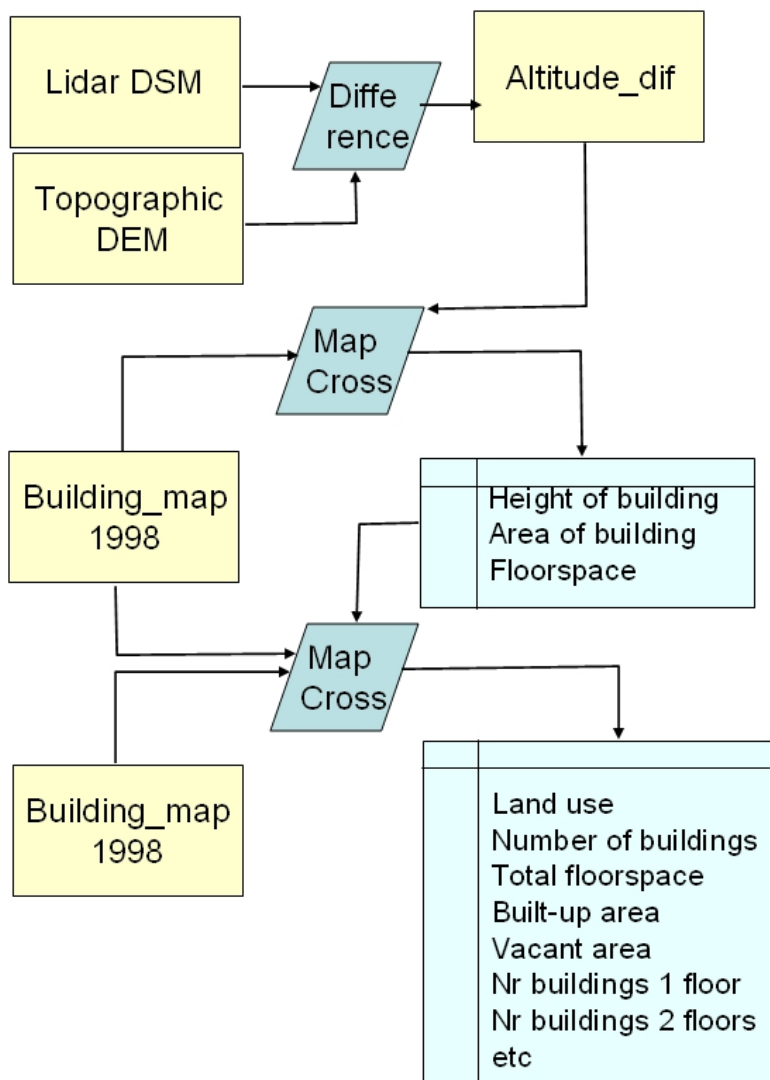 Lidar DSM
Diffe
rence
Altitude_dif
Topographic
DEM
Map
Cross
Building_map
1998
Height of building
Area of building
Floorspace
Map
Cross
Building_map
1998
Land use
Number of buildings
Total floorspace
Built-up area
Vacant area
Nr buildings 1 floor
Nr buildings 2 floors
etc